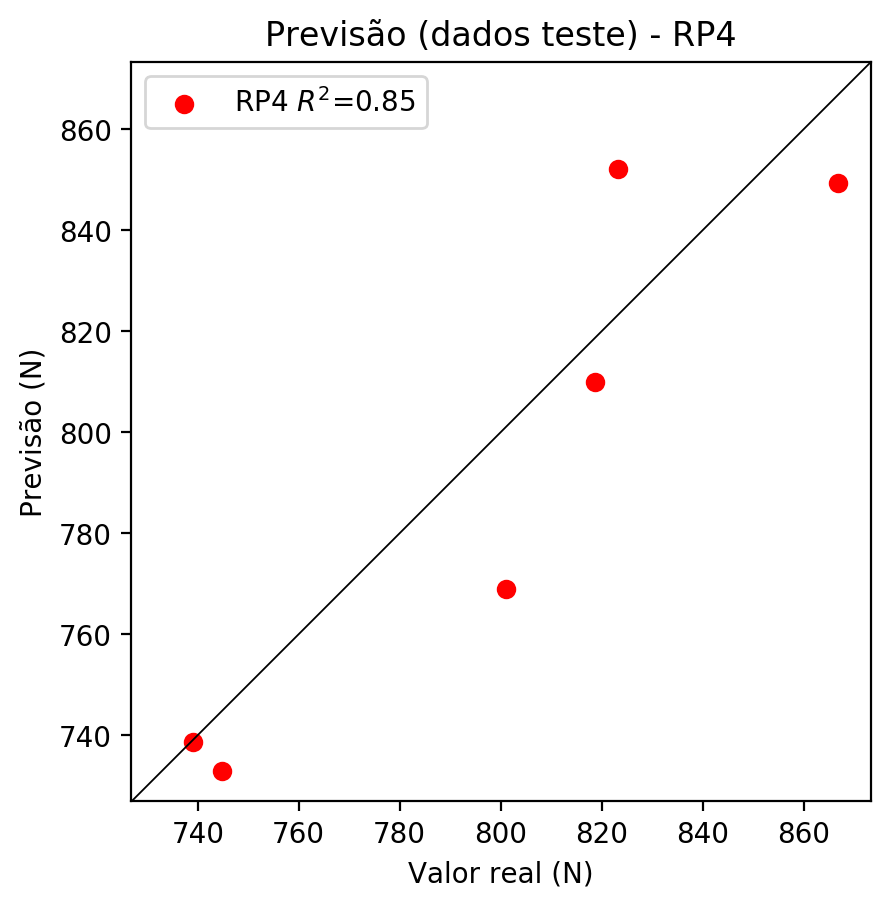 Previsão (dados teste) - RP4
RP4 R²=0.85
860
840
820
800
780
760
740
Previsão (N)
740 760 780 800 820 840 860
Valor real (N)